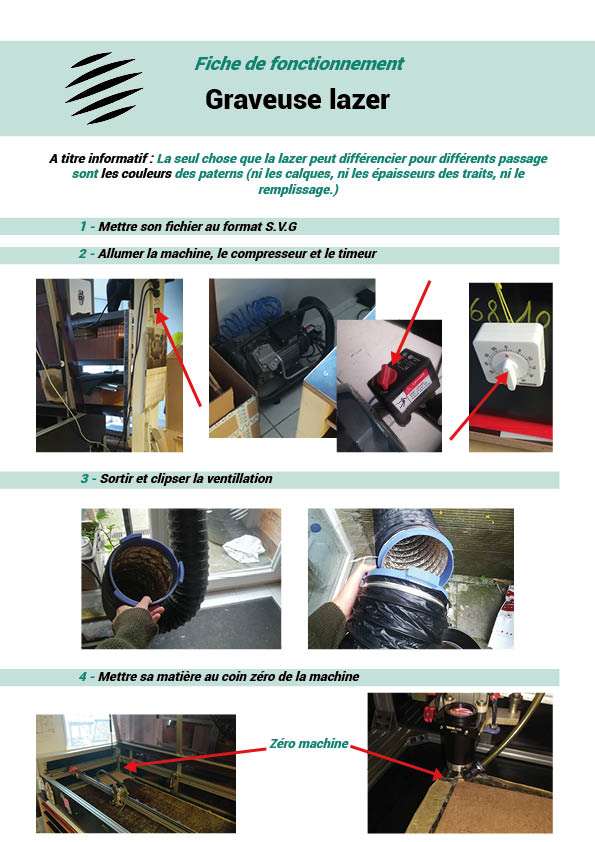 Fiche de fonctionnement
Graveuse lazer
A titre informatif : La seul chose que la lazer peut différencier pour différents passage
sont les couleurs des paterns (ni les calques, ni les épaisseurs des traits, ni le
remplissage.)
1 - Mettre son fichier au format S.V.G
2 - Allumer la machine, le compresseur et le timeur
6810
3 - Sortir et clipser la ventillation
4 - Mettre sa matière au coin zéro de la machine
Zéro machine